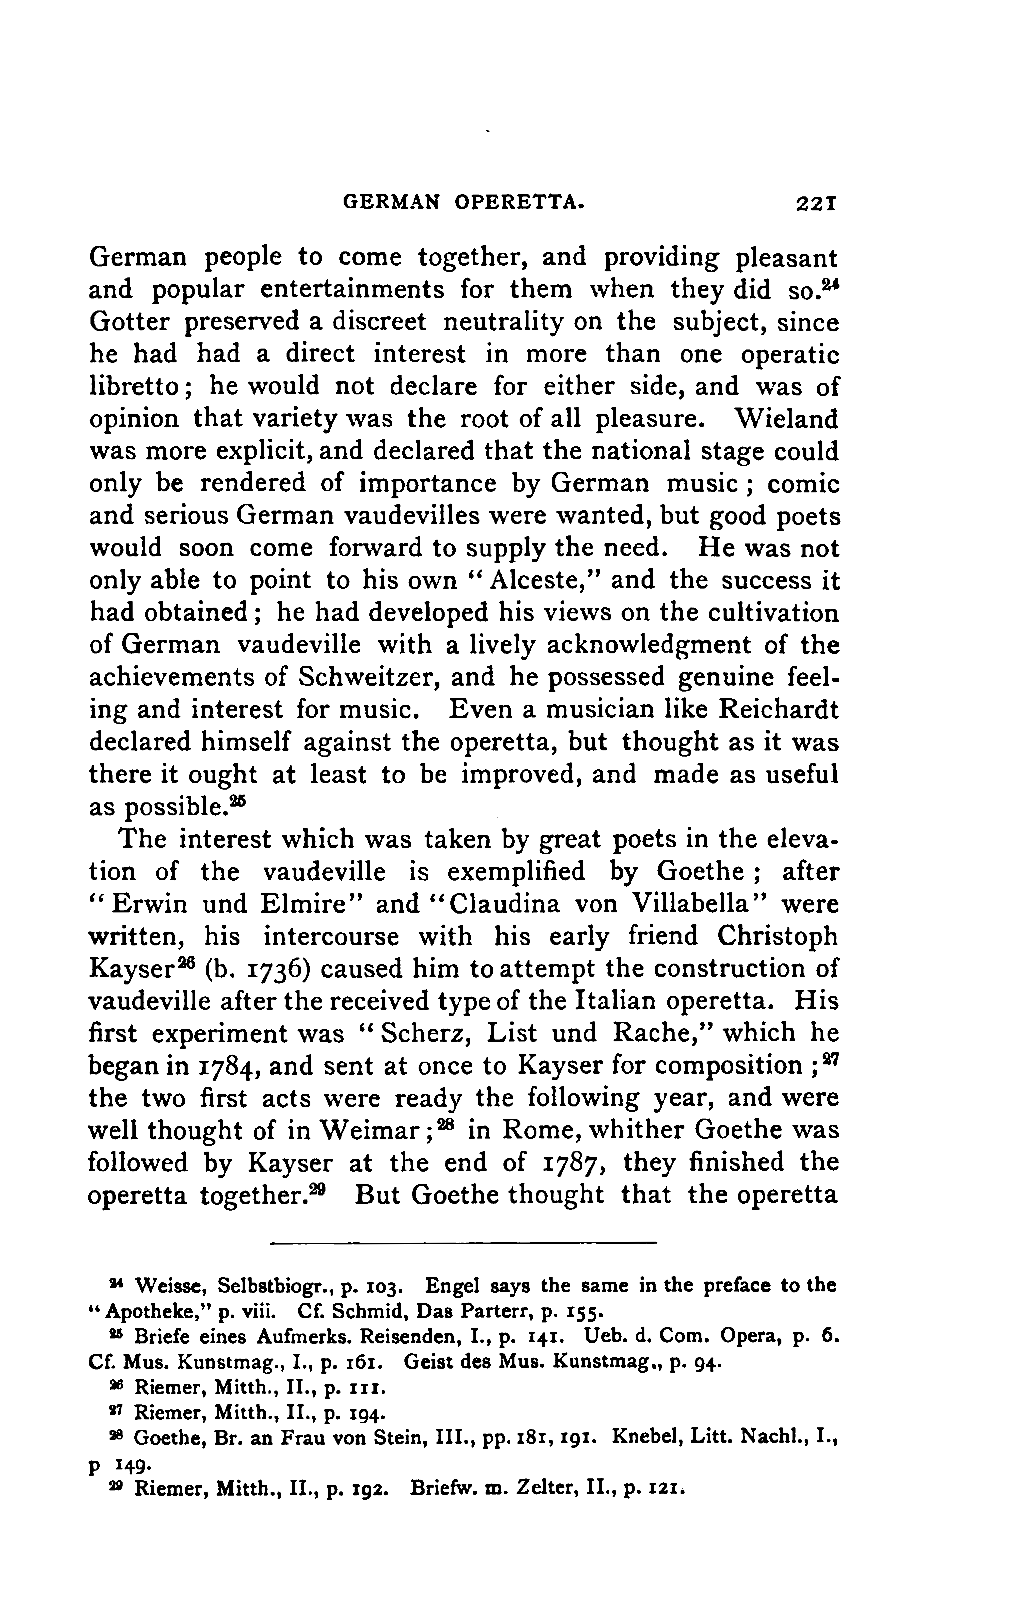 GERMAN OPERETTA. 221
German people to come together, and providing pleasant
and popular entertainments for them when they did so.²⁴
Gotter preserved a discreet neutrality on the subject, since
he had had a direct interest in more than one operatic
libretto; he would not declare for either side, and was of
opinion that variety was the root of all pleasure. Wieland
was more explicit, and declared that the national stage could
only be rendered of importance by German music; comic
and serious German vaudevilles were wanted, but good poets
would soon come forward to supply the need. He was not
only able to point to his own "Alceste," and the success it
had obtained; he had developed his views on the cultivation
of German vaudeville with a lively acknowledgment of the
achievements of Schweitzer, and he possessed genuine feel-
ing and interest for music. Even a musician like Reichardt
declared himself against the operetta, but thought as it was
there it ought at least to be improved, and made as useful
as possible.²⁵
The interest which was taken by great poets in the eleva-
tion of the vaudeville is exemplified by Goethe; after
"Erwin und Elmire" and "Claudina von Villabella" were
written, his intercourse with his early friend Christoph
Kayser²⁶ (b. 1736) caused him to attempt the construction of
vaudeville after the received type of the Italian operetta. His
first experiment was "Scherz, List und Rache," which he
began in 1784, and sent at once to Kayser for composition;²⁷
the two first acts were ready the following year, and were
well thought of in Weimar;²⁸ in Rome, whither Goethe was
followed by Kayser at the end of 1787, they finished the
operetta together.²⁹ But Goethe thought that the operetta
²⁴ Weisse, Selbstbiogr., p. 103. Engel says the same in the preface to the
"Apotheke," p. viii. Cf. Schmid, Das Parterr, p. 155.
²⁵ Briefe eines Aufmerks. Reisenden, I., p. 141. Ueb. d. Com. Opera, p. 6.
Cf. Mus. Kunstmag., I., p. 161. Geist des Mus. Kunstmag., p. 94.
²⁶ Riemer, Mitth., II., p. 111.
²⁷ Riemer, Mitth., II., p. 194.
²⁸ Goethe, Br. an Frau von Stein, III., pp. 181, 191. Knebel, Litt. Nachl., I.,
p 149.
²⁹ Riemer, Mitth., II., p. 192. Briefw. m. Zelter, II., p. 121.